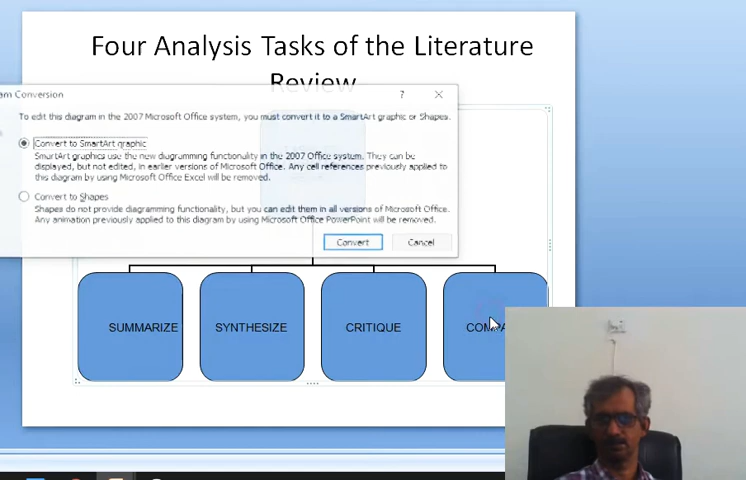 Four Analysis Tasks of the Literature
Review
am Conversion
?
To edit this diagram in the 2007 Microsoft Office system, you must convert it to a SmartArt graphic or Shapes.
Convert to SmartArt graphic
SmartArt graphics use the new diagramming functionality in the 2007 Office system. They can be
displayed, but not edited, in earlier versions of Microsoft Office. Any cell references previously applied to
this diagram by using Microsoft Office Excel will be removed.
Convert to Shapes
Shapes do not provide diagramming functionality, but you can edit them in all versions of Microsoft Office.
Any animation previously applied to this diagram by using Microsoft Office PowerPoint will be removed.
Convert Cancel
SUMMARIZE SYNTHESIZE CRITIQUE